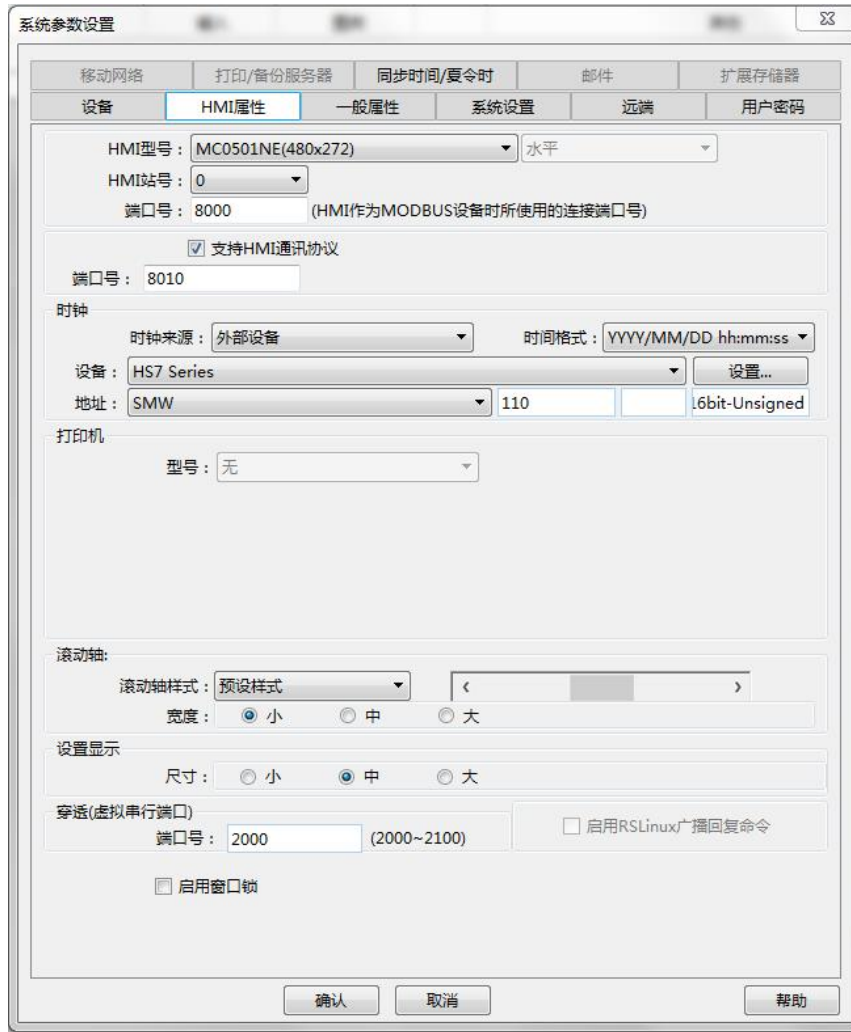 系统参数设置
移动网络 打印/备份服务器 同步时间/夏令时 邮件 扩展存储器
设备 HMI属性 一般属性 系统设置 远端 用户密码
HMI型号： MC0501NE(480x272) 水平
HMI站号： 0
端口号： 8000 (HMI作为MODBUS设备时所使用的连接端口号)
支持HMI通讯协议
端口号： 8010
时钟
时钟来源： 外部设备 时间格式： YYYY/MM/DD hh:mm:ss
设备： HS7 Series 设置...
地址： SMW 110 16bit-Unsigned
打印机
型号： 无
滚动轴:
滚动轴样式： 预设样式
宽度： 小 中 大
设置显示
尺寸： 小 中 大
穿透(虚拟串行端口)
端口号： 2000 (2000~2100) 启用RSLinux广播回复命令
启用窗口锁
确认 取消 帮助